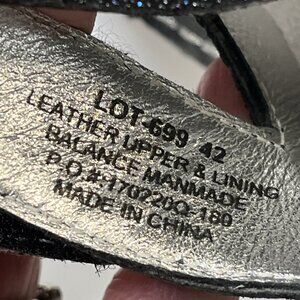 LOT-699 42
LEATHER UPPER & LINING
BALANCE MANMADE
P.O.#-170220Q-180
MADE IN CHINA